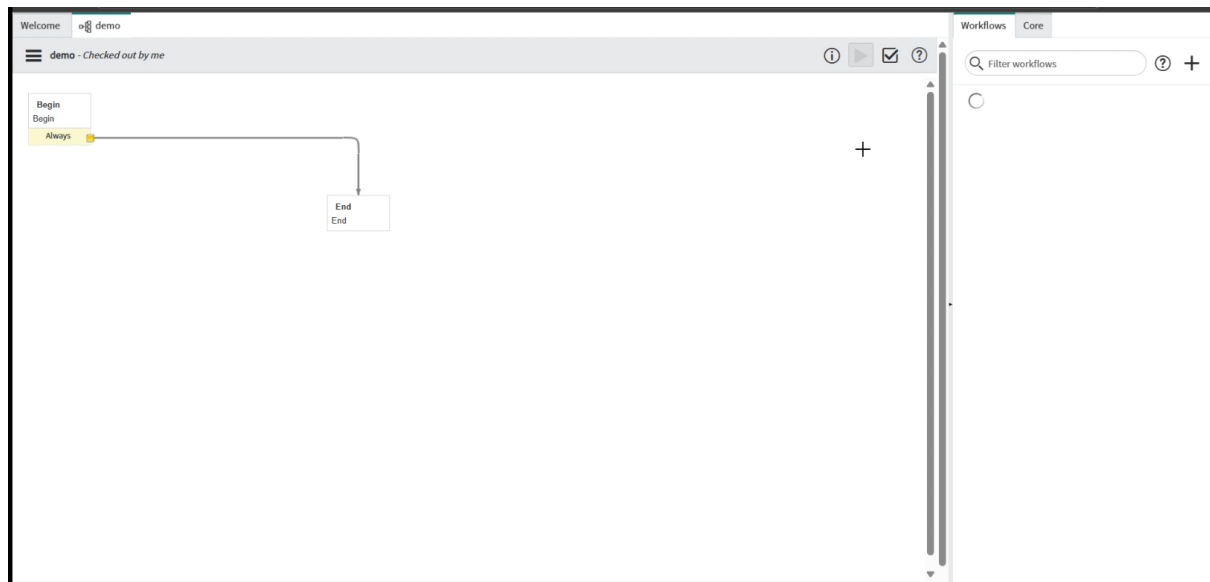 Welcome
demo
Workflows
Core
demo - Checked out by me
Filter workflows
Begin
Begin
Always
End
End